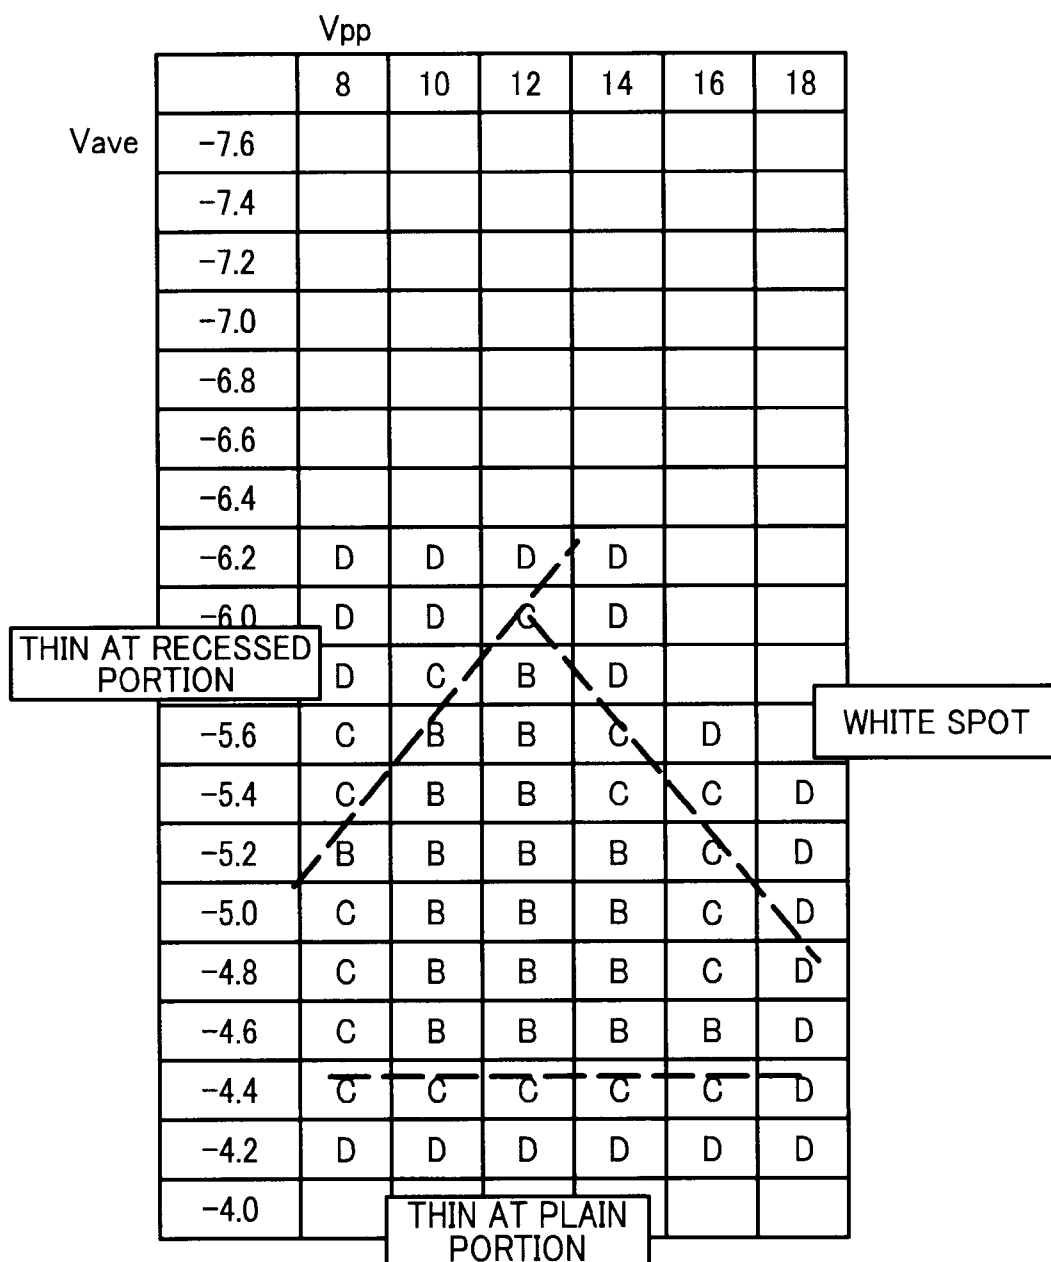 Vpp
8 10 12 14 16 18
Vave −7.6
−7.4
−7.2
−7.0
−6.8
−6.6
−6.4
−6.2 D D D D
−6.0 D D C D
THIN AT RECESSED
PORTION
D C B D
−5.6 C B B C D
WHITE SPOT
−5.4 C B B C C D
−5.2 B B B B C D
−5.0 C B B B C D
−4.8 C B B B C D
−4.6 C B B B B D
−4.4 C C C C C D
−4.2 D D D D D D
−4.0
THIN AT PLAIN
PORTION